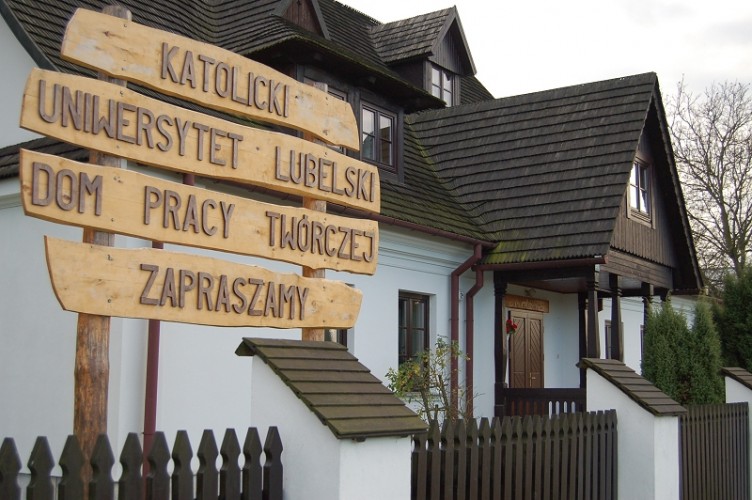 KATOLICKI
UNIWERSYTET LUBELSKI
DOM PRACY TWÓRCZEJ
ZAPRASZAMY